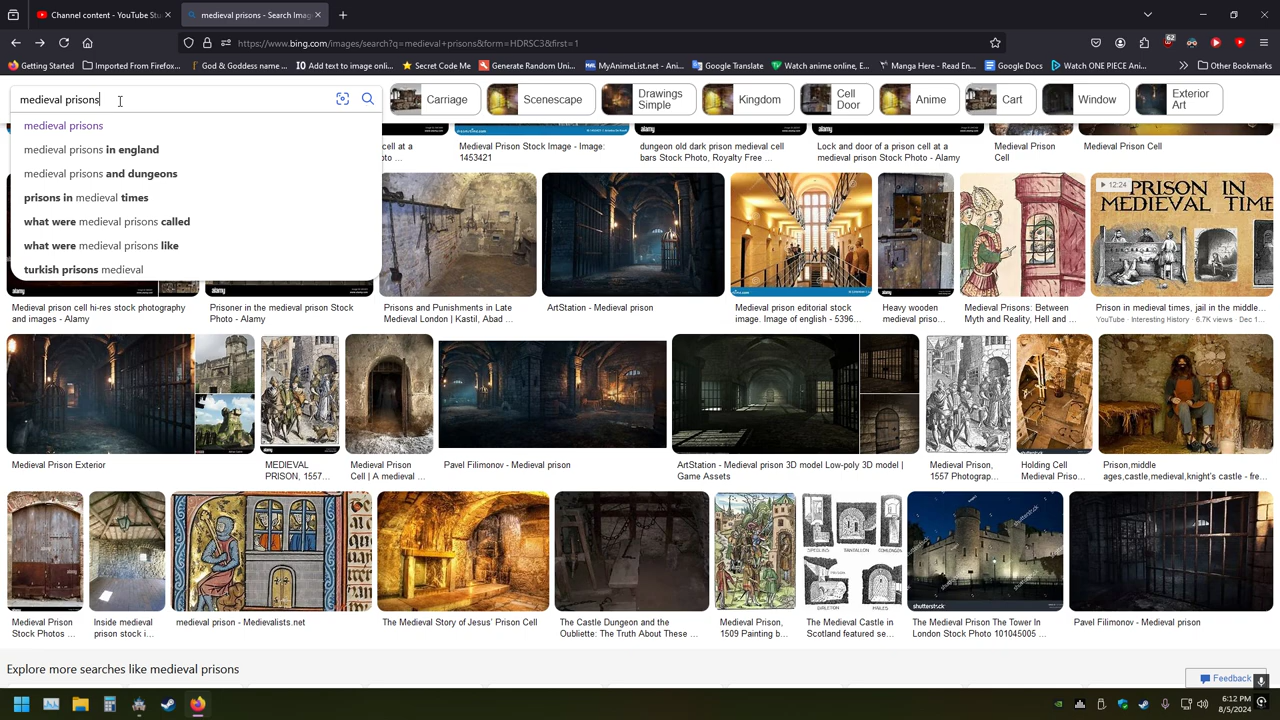 Channel content - YouTube Stu
medieval prisons - Search Imag
https://www.bing.com/images/search?q=medieval+prisons&form=HDRSC3&first=1
62
Getting Started
Imported From Firefox...
God & Goddess name ...
Add text to image onlin...
Secret Code Me
Generate Random Uni...
MyAnimeList.net - Ani...
Watch anime online, E...
Manga Here - Read En...
Google Docs
Watch ONE PIECE Ani...
Other Bookmarks
medieval prisons
Carriage
Scenescape
Drawings
Simple
Kingdom
Cell
Door
Anime
Cart
Window
Exterior
Art
medieval prisons
medieval prisons in england
medieval prisons and dungeons
prisons in medieval times
what were medieval prisons called
what were medieval prisons like
turkish prisons medieval
alamy
alamy
alamy
cell at a
oto ...
Medieval Prison Stock Image - Image:
1453421
dungeon old dark prison medieval cell
bars Stock Photo, Royalty Free ...
Lock and door of a prison cell at a
medieval prison Stock Photo - Alamy
Medieval Prison
Cell
Medieval Prison Cell
12:24
PRISON IN
MEDIEVAL TIME
alamy
alamy
alamy
Medieval prison cell hi-res stock photography
and images - Alamy
Prisoner in the medieval prison Stock
Photo - Alamy
Prisons and Punishments in Late
Medieval London | Kastil, Abad ...
ArtStation - Medieval prison
Medieval prison editorial stock
image. Image of english - 5396...
Heavy wooden
medieval priso...
Medieval Prisons: Between
Myth and Reality, Hell and ...
Prison in medieval times, jail in the middle...
YouTube · Interesting History · 6.7K views · Dec 1...
Medieval Prison Exterior
MEDIEVAL
PRISON, 1557...
Medieval Prison
Cell | A medieval ...
Pavel Filimonov - Medieval prison
ArtStation - Medieval prison 3D model Low-poly 3D model |
Game Assets
Medieval Prison,
1557 Photograp...
Holding Cell
Medieval Priso...
Prison,middle
ages,castle,medieval,knight's castle - fre...
shutterstock
Medieval Prison
Stock Photos ...
Inside medieval
prison stock i...
medieval prison - Medievalists.net
The Medieval Story of Jesus' Prison Cell
The Castle Dungeon and the
Oubliette: The Truth About These ...
Medieval Prison,
1509 Painting b...
The Medieval Castle in
Scotland featured se...
The Medieval Prison The Tower In
London Stock Photo 101045005 ...
Pavel Filimonov - Medieval prison
Explore more searches like medieval prisons
Feedback
6:12 PM
8/5/2024